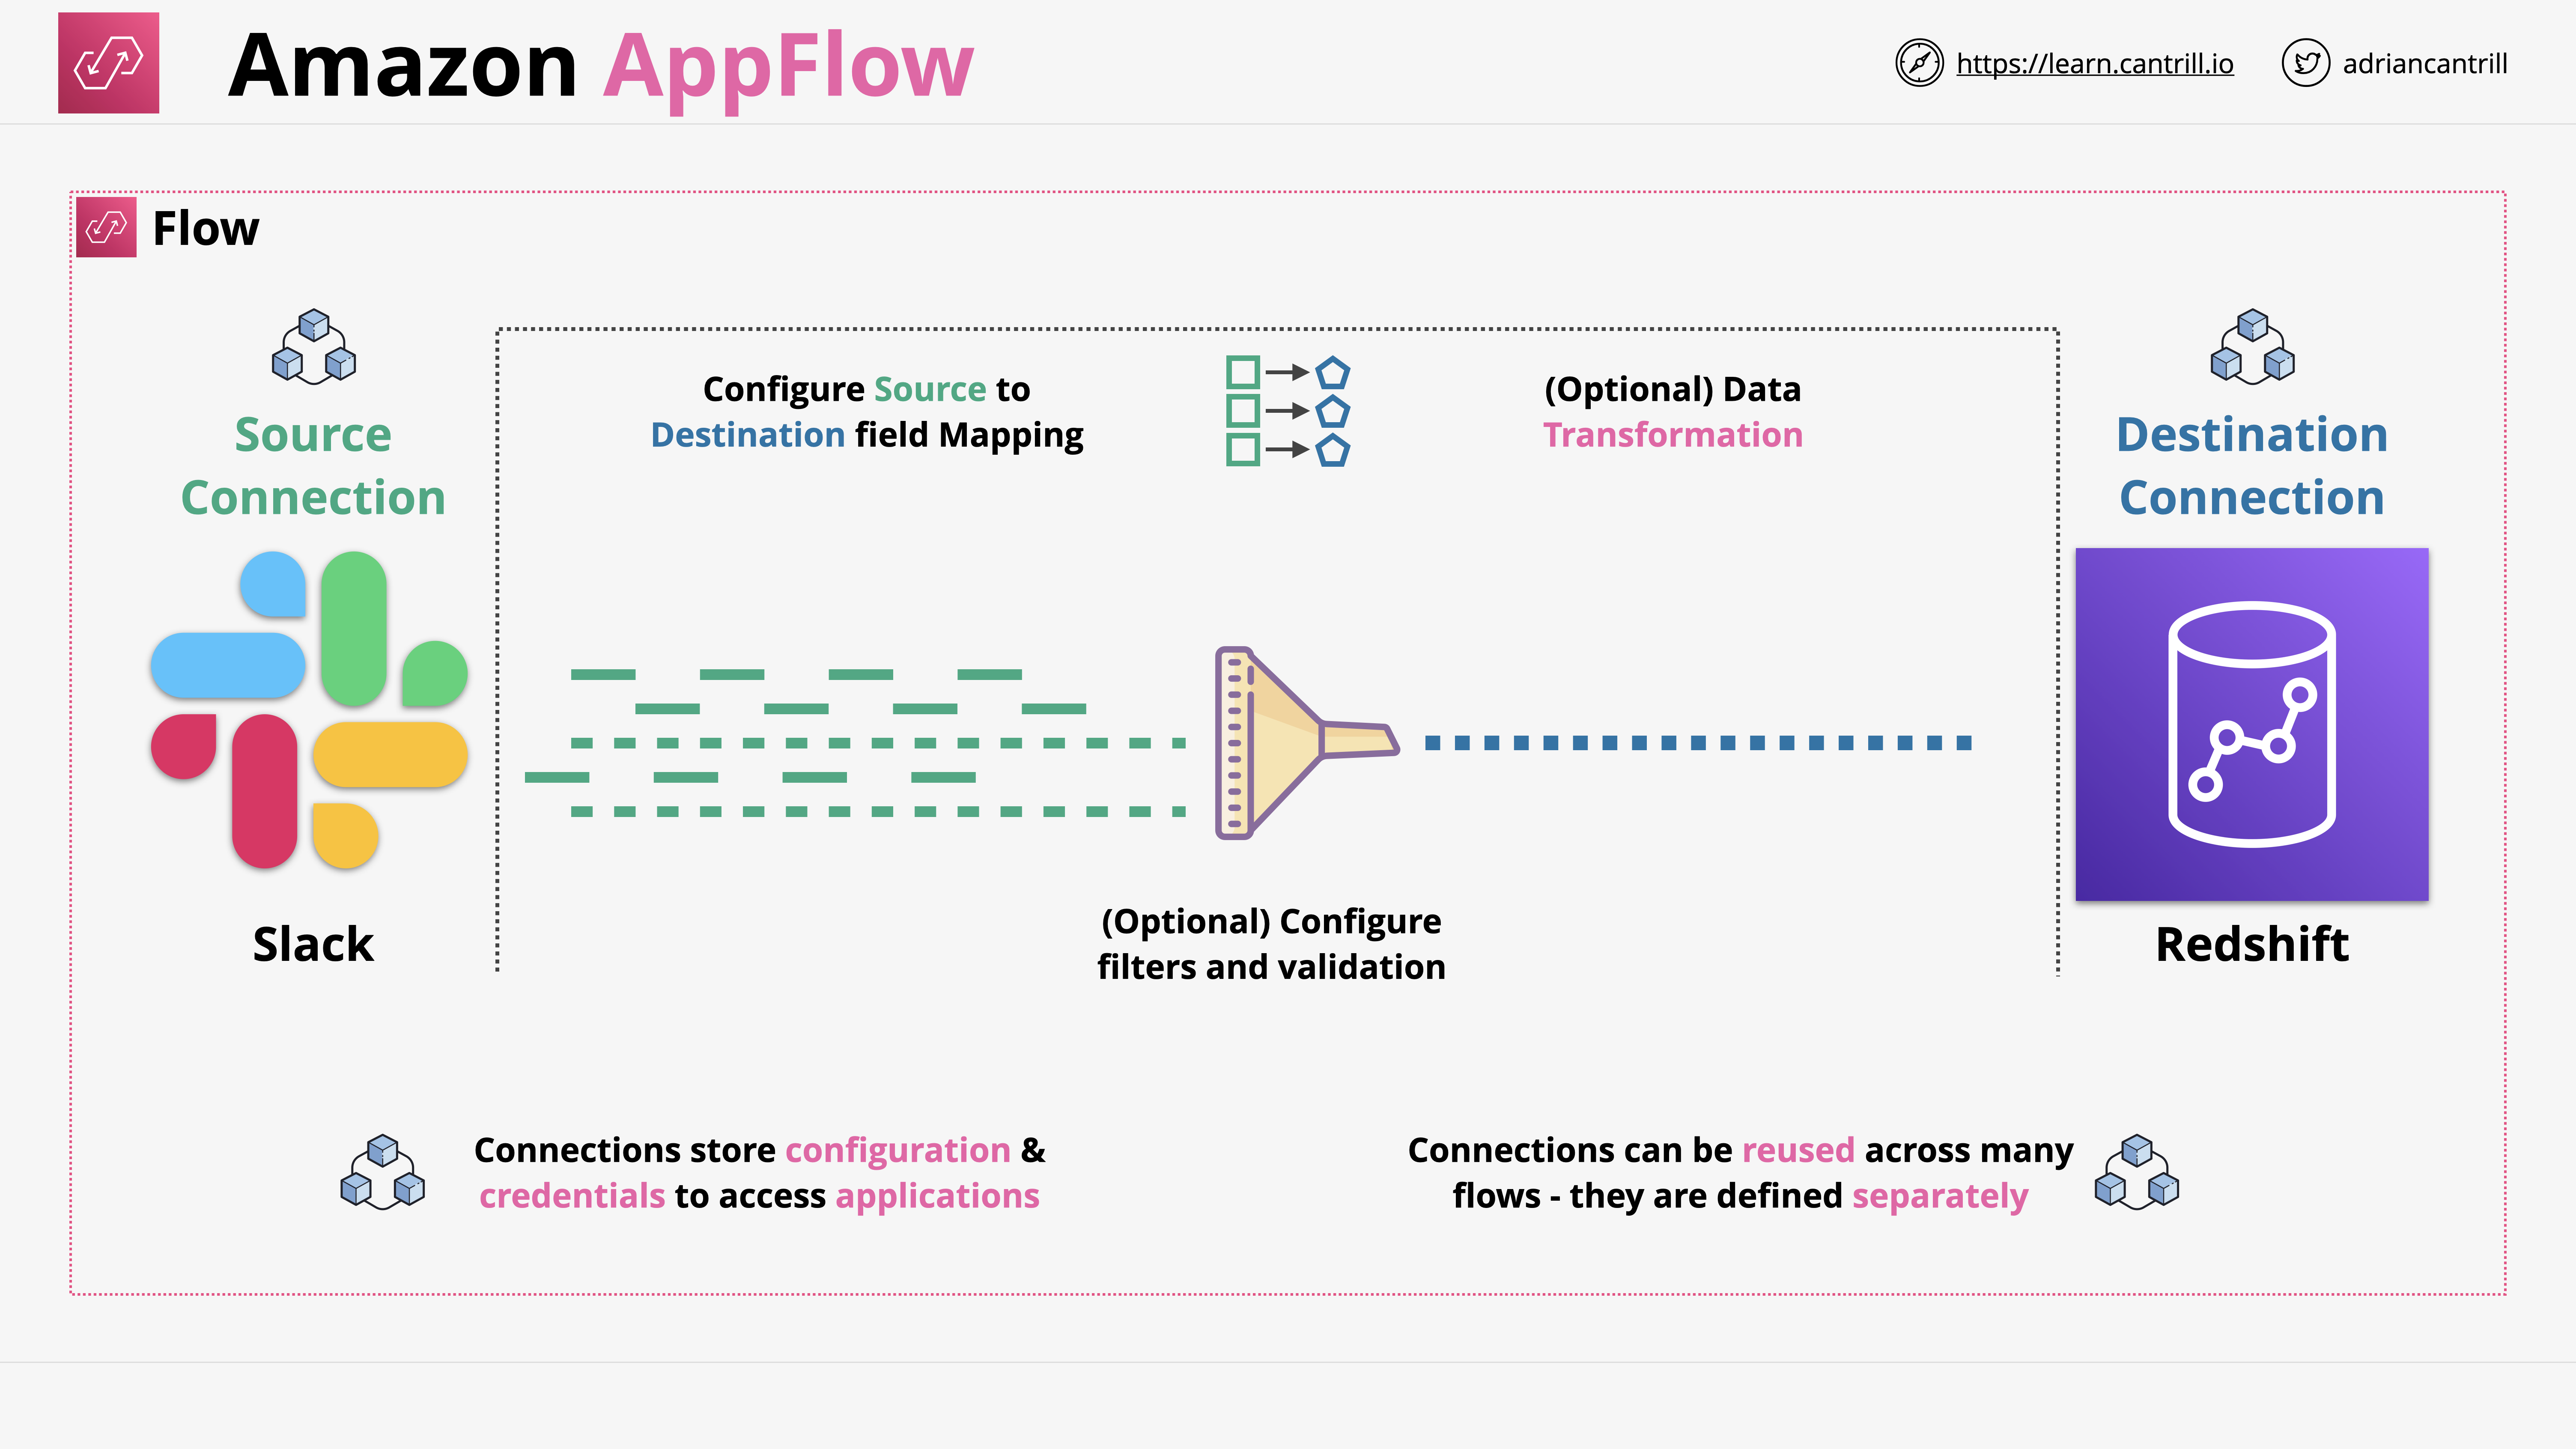 Amazon AppFlow
https://learn.cantrill.io
adriancantrill
Flow
Source
Connection
Configure Source to
Destination field Mapping
(Optional) Data
Transformation
Destination
Connection
Slack
(Optional) Configure
filters and validation
Redshift
Connections store configuration &
credentials to access applications
Connections can be reused across many
flows - they are defined separately